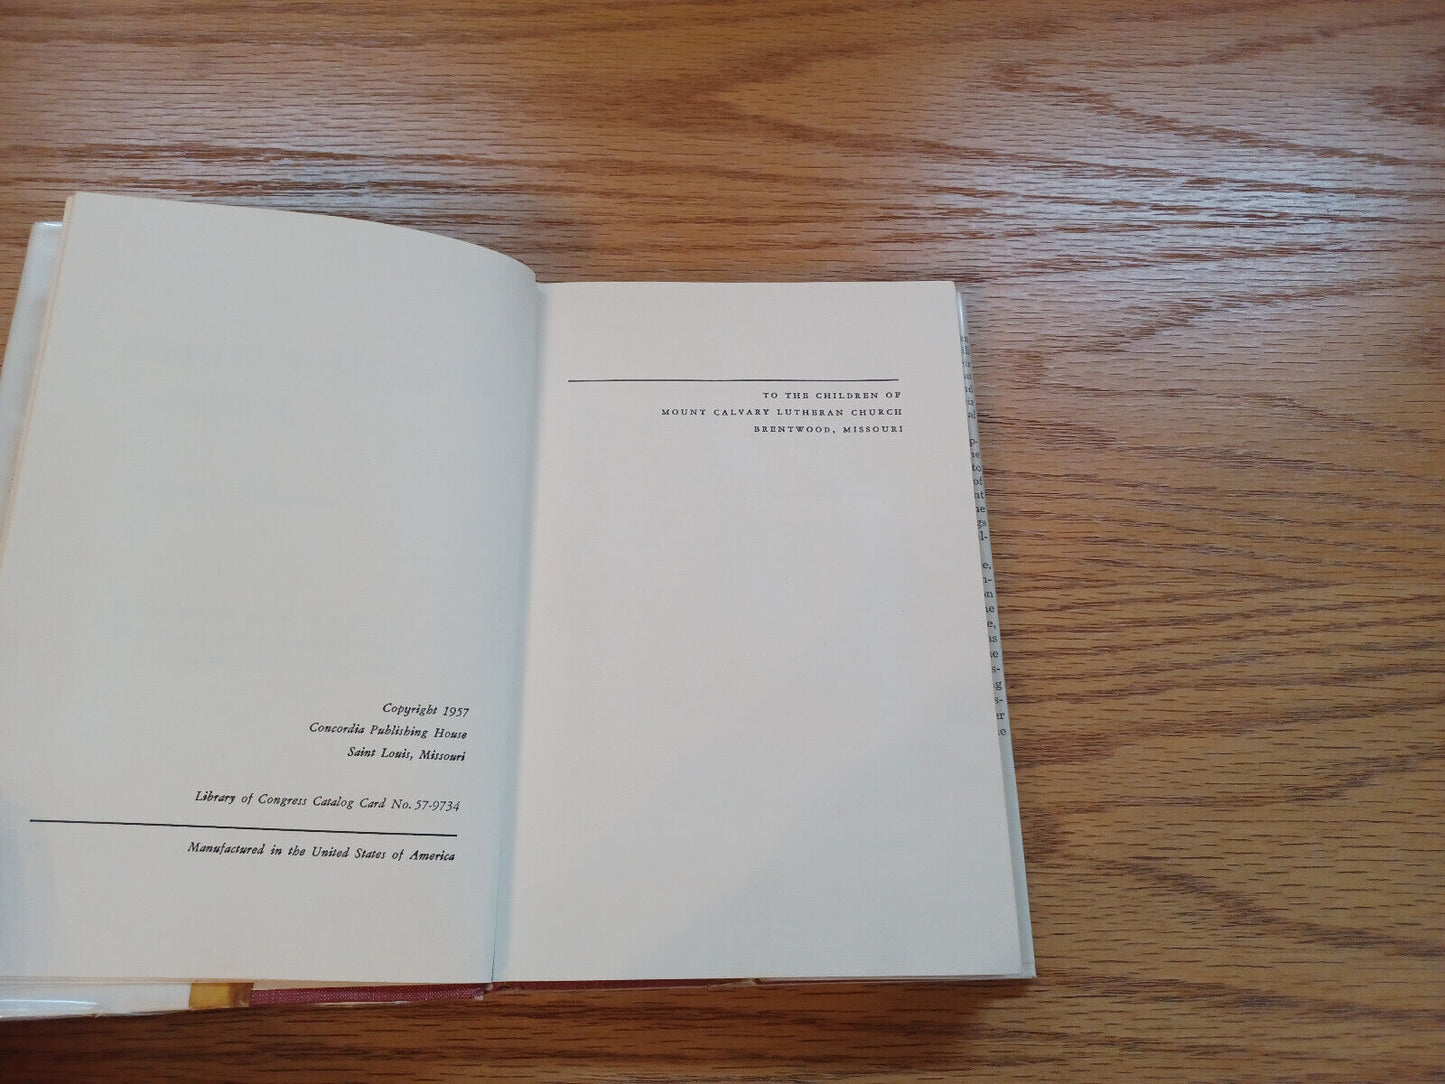 Copyright 1957
Concordia Publishing House
Saint Louis, Missouri
Library of Congress Catalog Card No. 57-9734
Manufactured in the United States of America
TO THE CHILDREN OF
MOUNT CALVARY LUTHERAN CHURCH
BRENTWOOD, MISSOURI